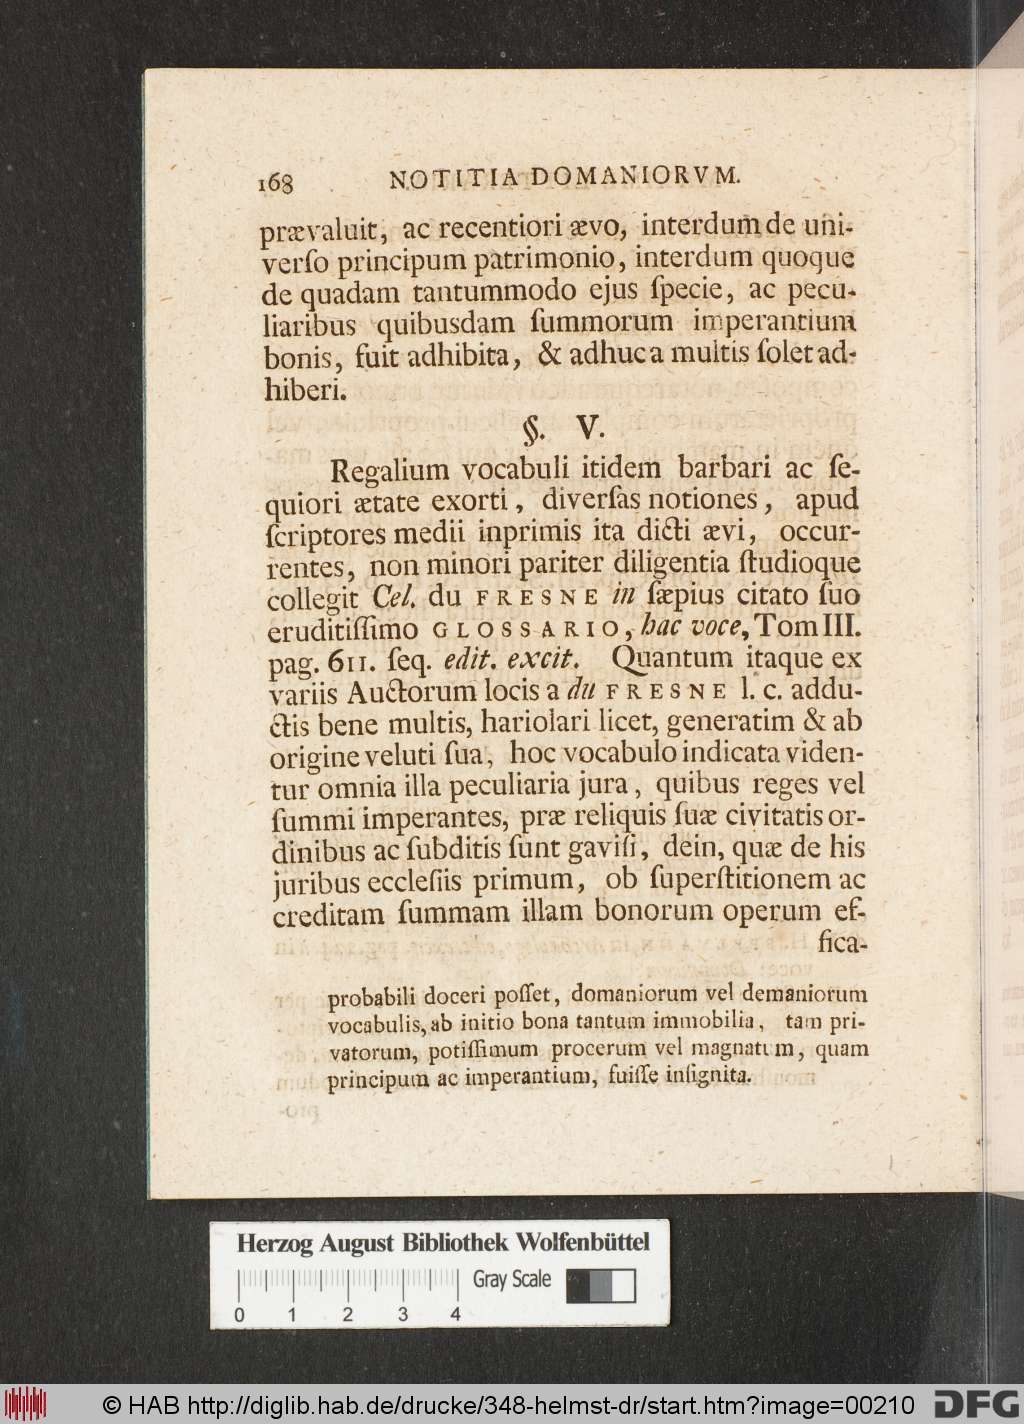 168 NOTITIA DOMANIORVM.
prævaluit, ac recentiori ævo, interdum de uni-
verſo principum patrimonio, interdum quoque
de quadam tantummodo ejus ſpecie, ac pecu-
liaribus quibusdam ſummorum imperantium
bonis, fuit adhibita, & adhuc a multis ſolet ad-
hiberi.
§. V.
Regalium vocabuli itidem barbari ac ſe-
quiori ætate exorti, diverſas notiones, apud
ſcriptores medii inprimis ita dicti ævi, occur-
rentes, non minori pariter diligentia ſtudioque
collegit Cel. du FRESNE in ſæpius citato ſuo
eruditiſſimo GLOSSARIO, hac voce, Tom III.
pag. 611. ſeq. edit. excit. Quantum itaque ex
variis Auctorum locis a du FRESNE l. c. addu-
ctis bene multis, hariolari licet, generatim & ab
origine veluti ſua, hoc vocabulo indicata viden-
tur omnia illa peculiaria jura, quibus reges vel
ſummi imperantes, præ reliquis ſuæ civitatis or-
dinibus ac ſubditis ſunt gaviſi, dein, quæ de his
juribus eccleſiis primum, ob ſuperſtitionem ac
creditam ſummam illam bonorum operum ef-
fica-
probabili doceri poſſet, domaniorum vel demaniorum
vocabulis, ab initio bona tantum immobilia, tam pri-
vatorum, potiſſimum procerum vel magnatum, quam
principum ac imperantium, fuiſſe inſignita.
Herzog August Bibliothek Wolfenbüttel
Gray Scale
0 1 2 3 4
© HAB http://diglib.hab.de/drucke/348-helmst-dr/start.htm?image=00210 DFG